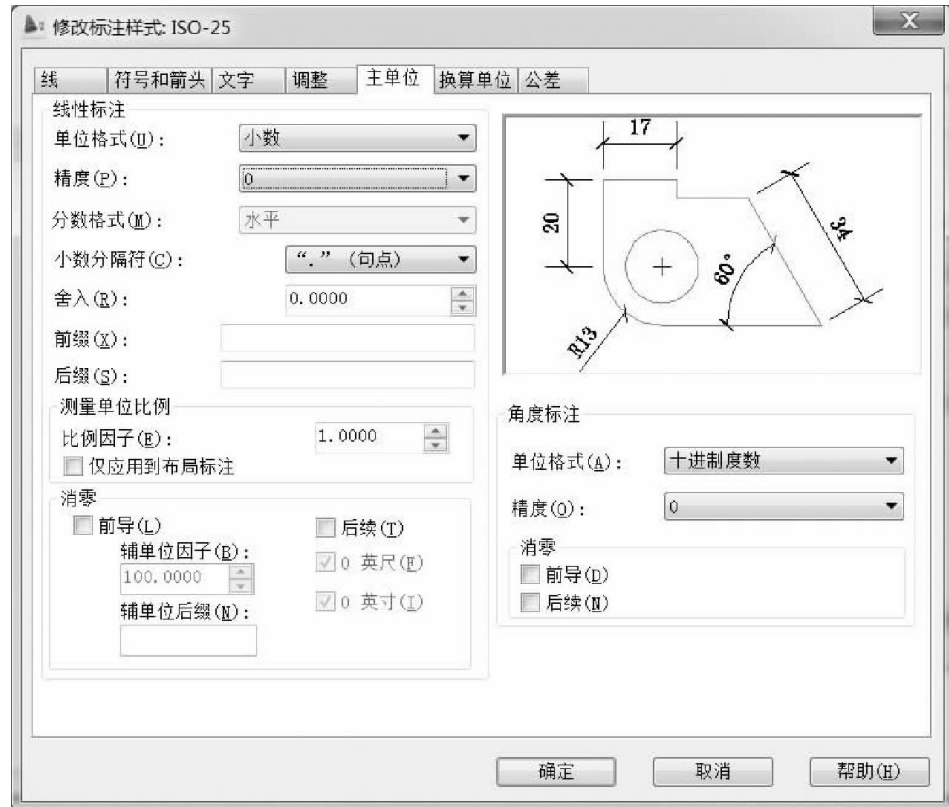 修改标注样式: ISO-25
X
线 符号和箭头 文字 调整 主单位 换算单位 公差
线性标注
单位格式(U): 小数
精度(P): 0
分数格式(M): 水平
小数分隔符(C): “.” (句点)
舍入(R): 0.0000
前缀(X):
后缀(S):
测量单位比例
比例因子(E): 1.0000
仅应用到布局标注
消零
前导(L) 后续(T)
辅单位因子(B): 0 英尺(F)
100.0000
辅单位后缀(N): 0 英寸(I)
17
20
34
60°
R13
角度标注
单位格式(A): 十进制度数
精度(O): 0
消零
前导(D)
后续(N)
确定 取消 帮助(H)